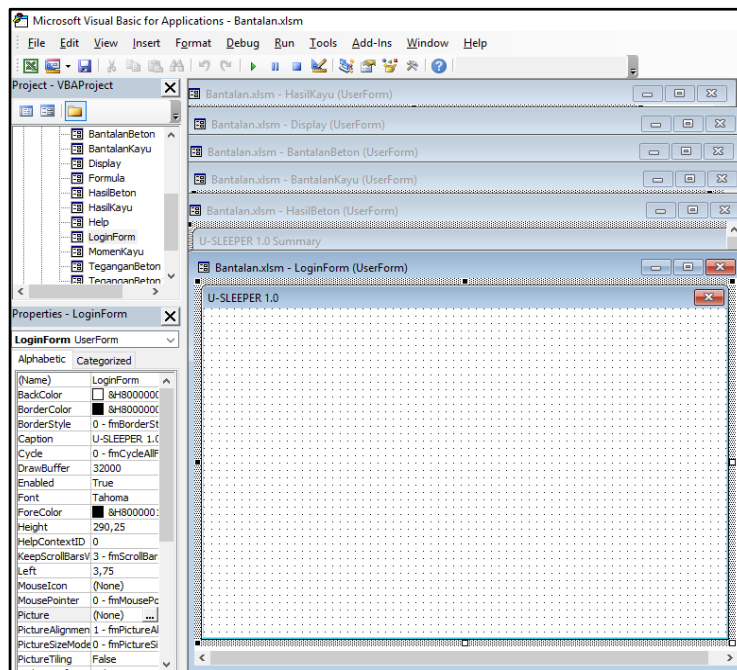 Microsoft Visual Basic for Applications - Bantalan.xlsm
File Edit View Insert Format Debug Run Tools Add-Ins Window Help
Project - VBAProject
BantalanBeton
BantalanKayu
Display
Formula
HasilBeton
HasilKayu
Help
LoginForm
MomenKayu
TeganganBeton
TeganganBeton
Properties - LoginForm
LoginForm UserForm
Alphabetic Categorized
(Name) LoginForm
BackColor &H8000000
BorderColor &H8000000
BorderStyle 0 - fmBorderSt
Caption U-SLEEPER 1.0
Cycle 0 - fmCycleAllF
DrawBuffer 32000
Enabled True
Font Tahoma
ForeColor &H800000
Height 290,25
HelpContextID 0
KeepScrollBarsV 3 - fmScrollBar
Left 3,75
MouseIcon (None)
MousePointer 0 - fmMousePo
Picture (None) ...
PictureAlignmen 1 - fmPictureAl
PictureSizeMode 0 - fmPictureSi
PictureTiling False
Bantalan.xlsm - HasilKayu (UserForm)
Bantalan.xlsm - Display (UserForm)
Bantalan.xlsm - BantalanBeton (UserForm)
Bantalan.xlsm - BantalanKayu (UserForm)
Bantalan.xlsm - HasilBeton (UserForm)
U-SLEEPER 1.0 Summary
Bantalan.xlsm - LoginForm (UserForm)
U-SLEEPER 1.0